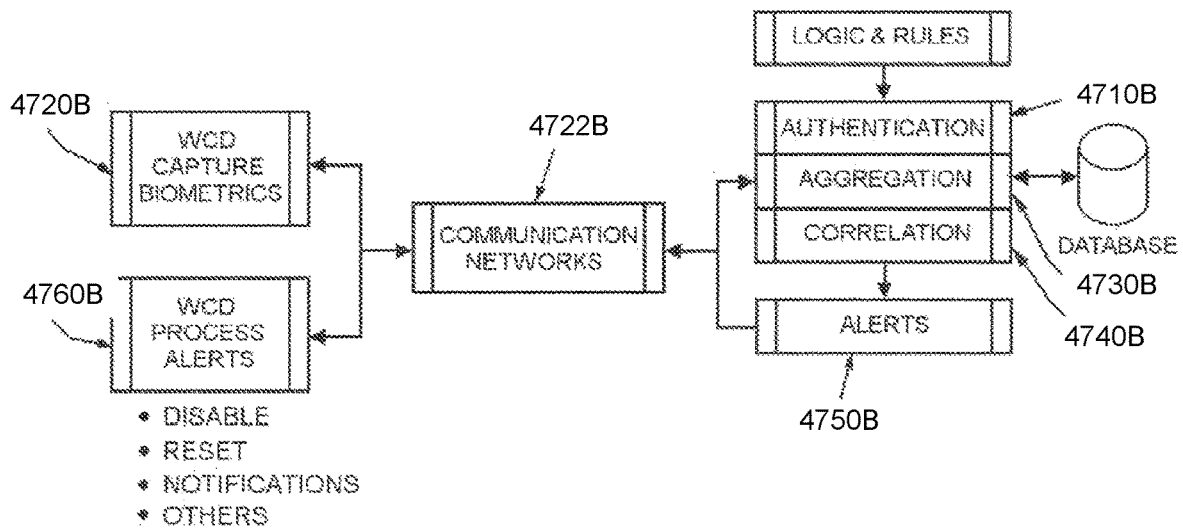 LOGIC & RULES
4720B
4710B
WCD
CAPTURE
BIOMETRICS
4722B
AUTHENTICATION
AGGREGATION
CORRELATION
DATABASE
COMMUNICATION
NETWORKS
4730B
4760B
WCD
PROCESS
ALERTS
ALERTS
4740B
4750B
• DISABLE
• RESET
• NOTIFICATIONS
• OTHERS